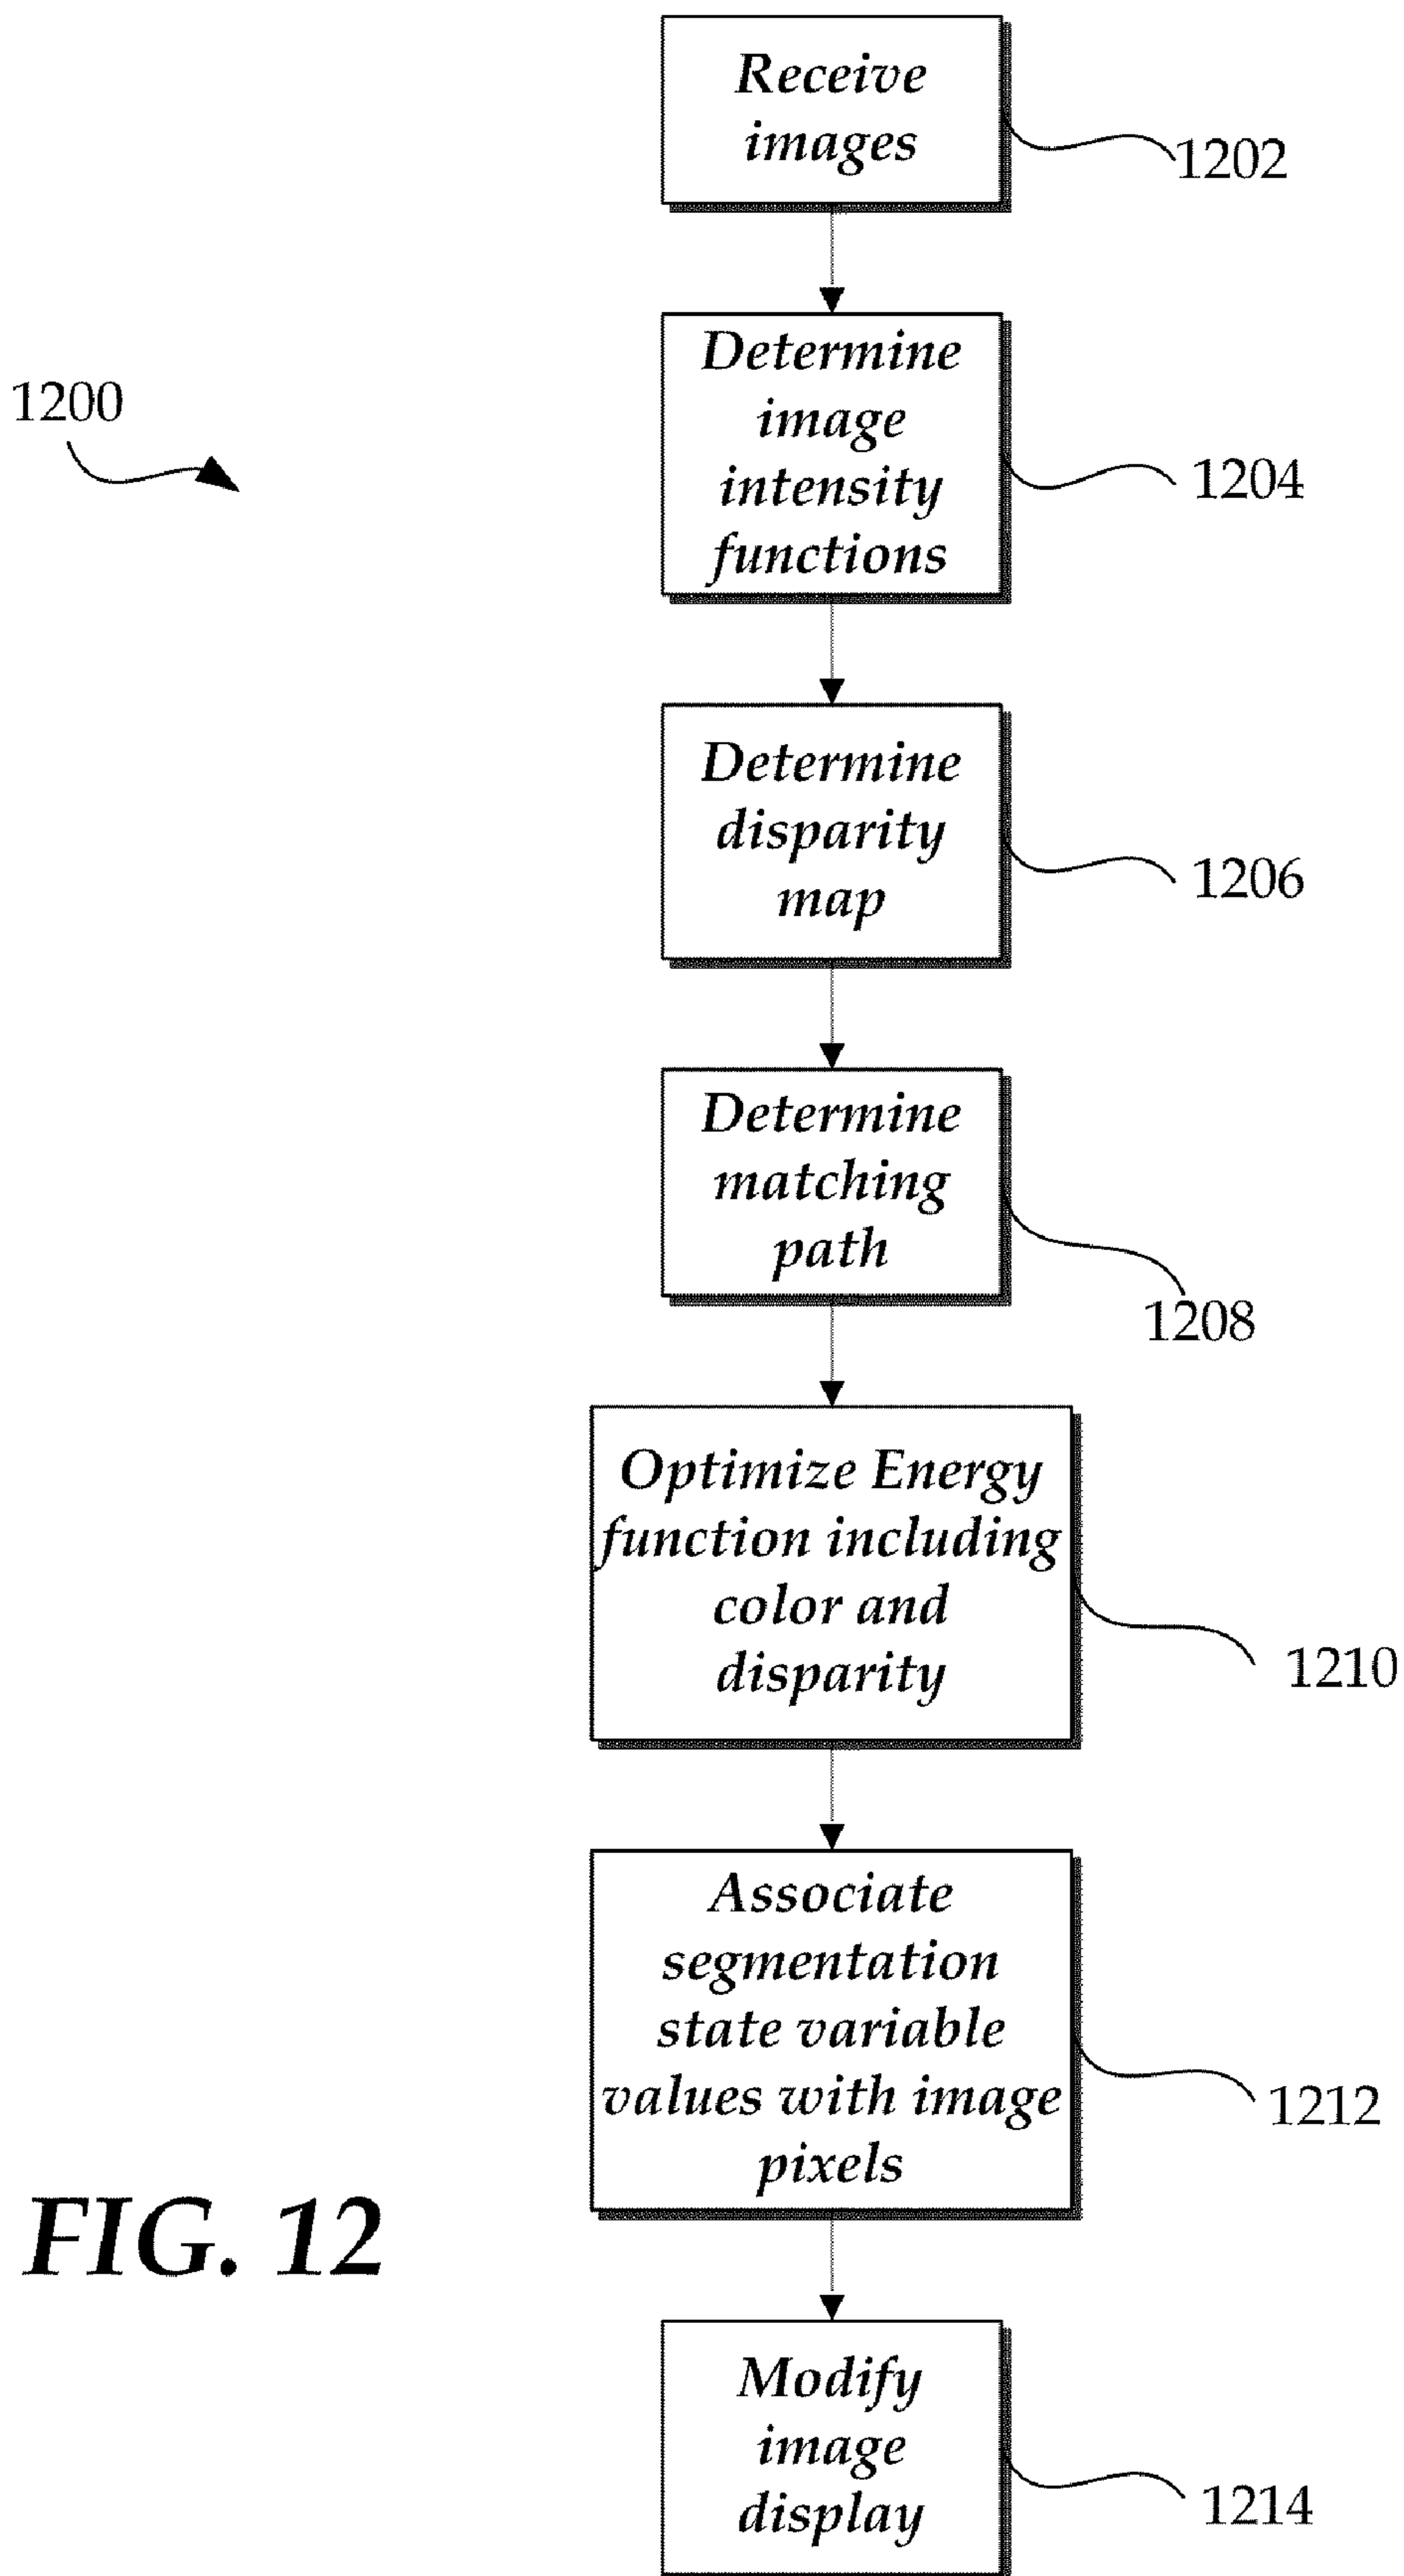 Receive
images
1202
1200
Determine
image
intensity
functions
1204
Determine
disparity
map
1206
Determine
matching
path
1208
Optimize Energy
function including
color and
disparity
1210
Associate
segmentation
state variable
values with image
pixels
1212
FIG. 12
Modify
image
display
1214